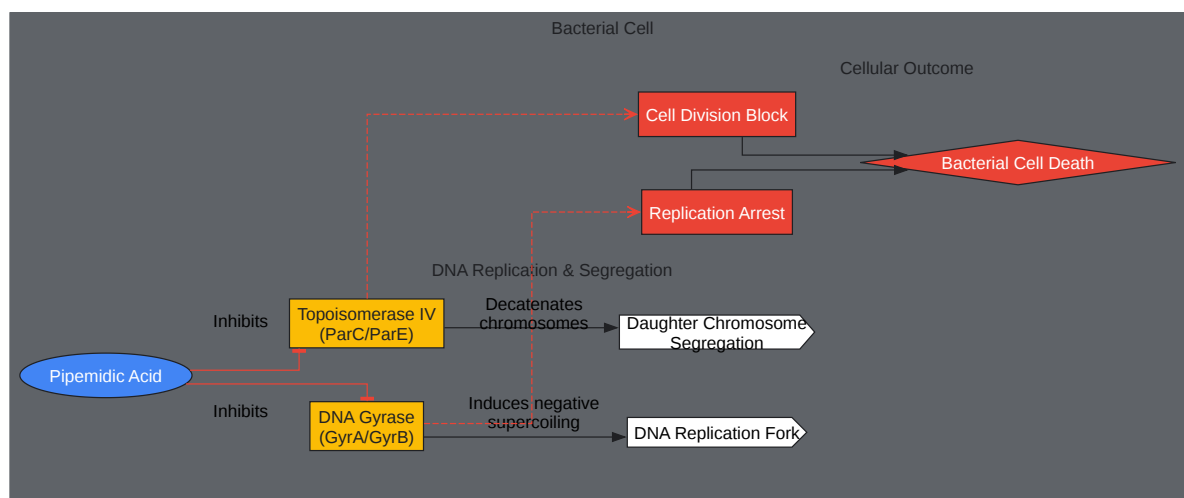 Bacterial Cell
Cellular Outcome
Cell Division Block
Bacterial Cell Death
Replication Arrest
DNA Replication & Segregation
Inhibits
Topoisomerase IV
(ParC/ParE)
Decatenates
chromosomes
Daughter Chromosome
Segregation
Pipemidic Acid
Inhibits
DNA Gyrase
(GyrA/GyrB)
Induces negative
supercoiling
DNA Replication Fork